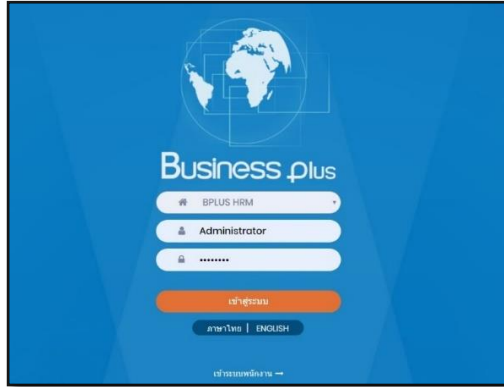 Business Plus
BPLUS HRM
Administrator
••••••••
เข้าสู่ระบบ
ภาษาไทย | ENGLISH
เข้าระบบพนักงาน →